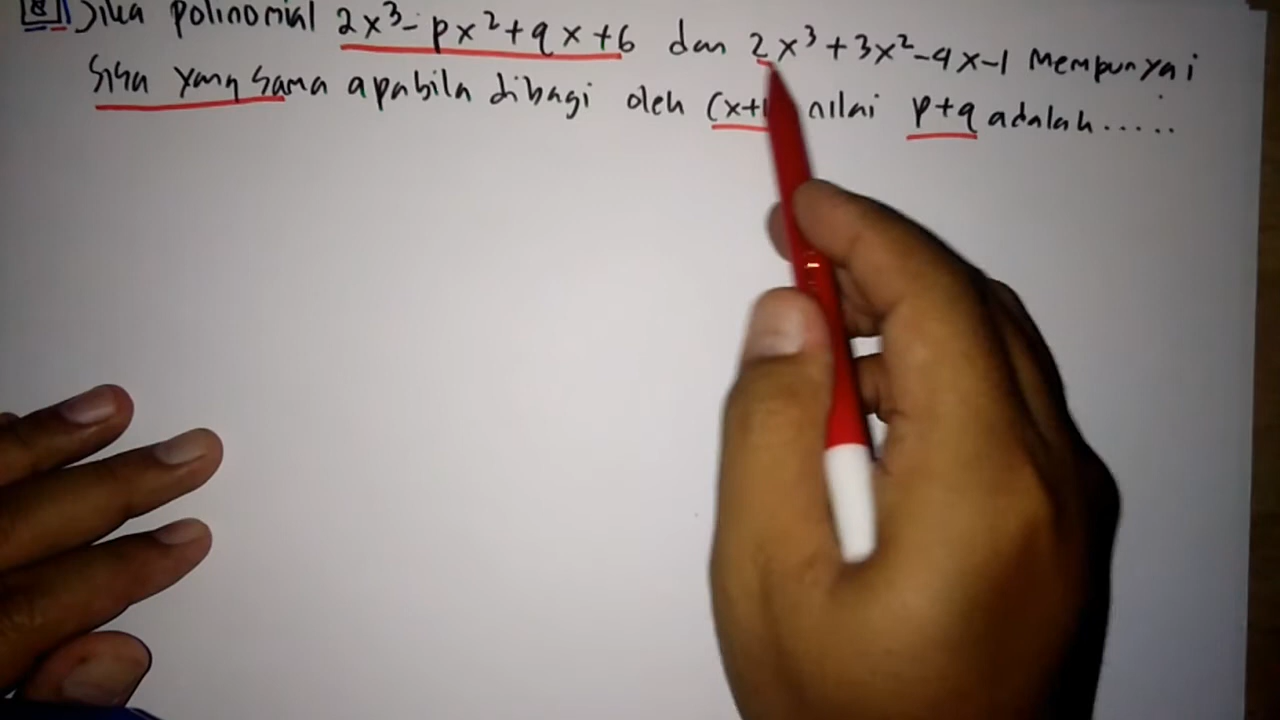 8 Jika polinomial 2x³ - px² + qx + 6 dan 2x³ + 3x² - 4x - 1 mempunyai
sisa yang sama apabila dibagi oleh (x+1 nilai p+q adalah.....